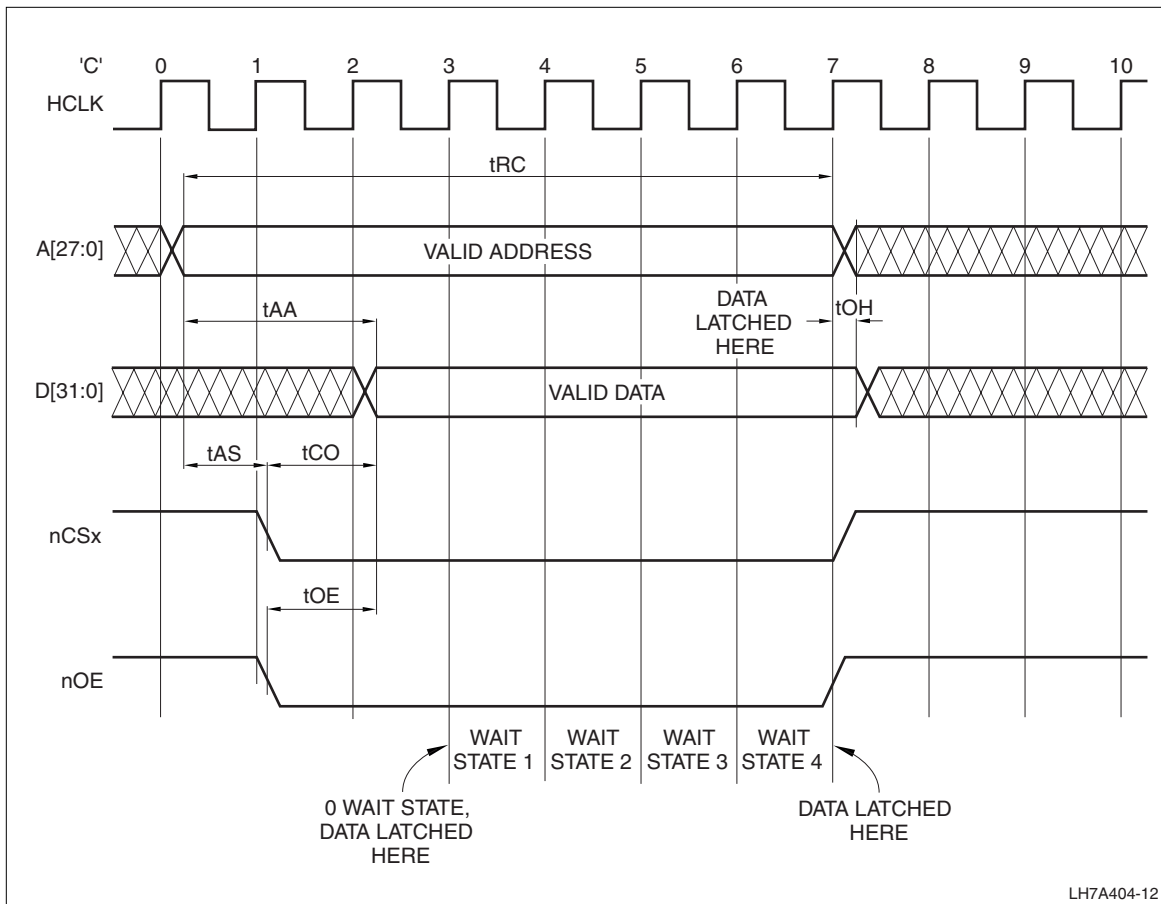 'C' 0 1 2 3 4 5 6 7 8 9 10
HCLK
tRC
A[27:0] VALID ADDRESS
tAA
DATA
LATCHED
HERE
tOH
D[31:0] VALID DATA
tAS tCO
nCSx
tOE
nOE
WAIT
STATE 1
WAIT
STATE 2
WAIT
STATE 3
WAIT
STATE 4
0 WAIT STATE,
DATA LATCHED
HERE
DATA LATCHED
HERE
LH7A404-12